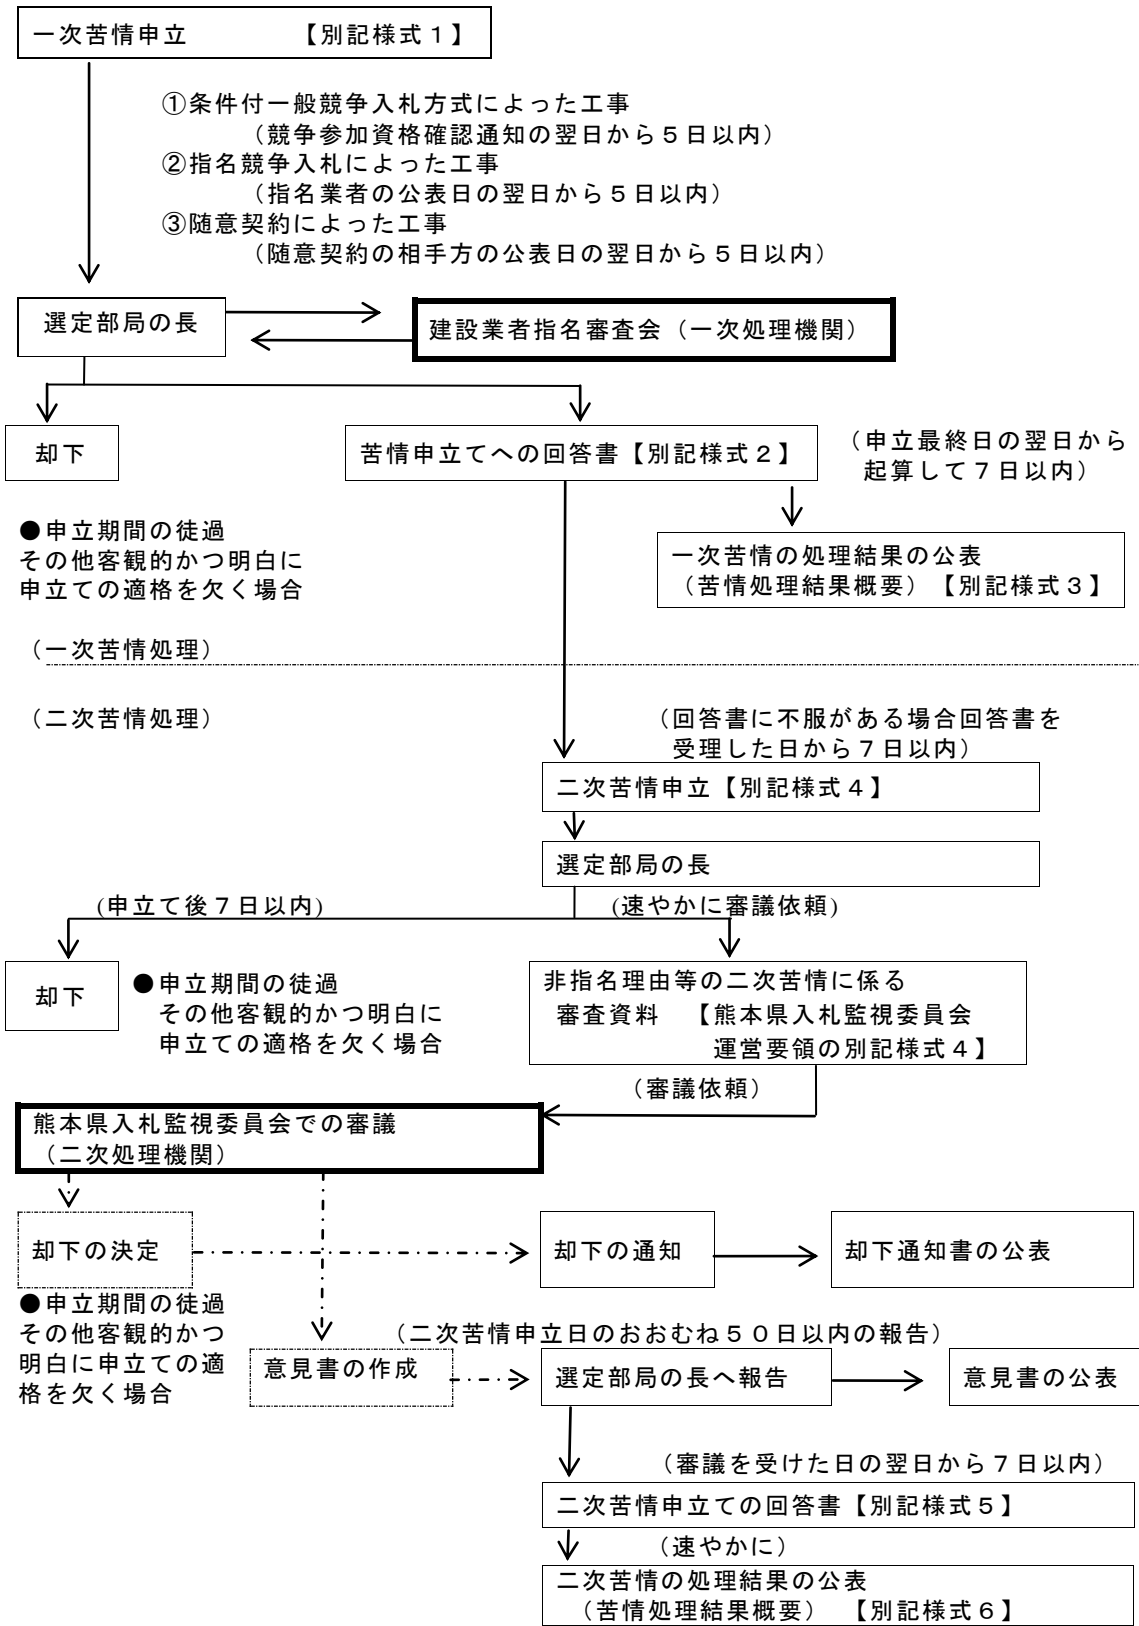 一次苦情申立　　　　【別記様式１】
①条件付一般競争入札方式によった工事
（競争参加資格確認通知の翌日から５日以内）
②指名競争入札によった工事
（指名業者の公表日の翌日から５日以内）
③随意契約によった工事
（随意契約の相手方の公表日の翌日から５日以内）
選定部局の長
建設業者指名審査会（一次処理機関）
却下
苦情申立てへの回答書【別記様式２】
（申立最終日の翌日から
起算して７日以内）
●申立期間の徒過
その他客観的かつ明白に
申立ての適格を欠く場合
一次苦情の処理結果の公表
（苦情処理結果概要）【別記様式３】
（一次苦情処理）
（二次苦情処理）
（回答書に不服がある場合回答書を
受理した日から７日以内）
二次苦情申立【別記様式４】
選定部局の長
(申立て後７日以内)
(速やかに審議依頼)
却下
●申立期間の徒過
その他客観的かつ明白に
申立ての適格を欠く場合
非指名理由等の二次苦情に係る
審査資料　【熊本県入札監視委員会
運営要領の別記様式４】
（審議依頼）
熊本県入札監視委員会での審議
（二次処理機関）
却下の決定
却下の通知
却下通知書の公表
●申立期間の徒過
その他客観的かつ
明白に申立ての適
格を欠く場合
（二次苦情申立日のおおむね５０日以内の報告）
意見書の作成
選定部局の長へ報告
意見書の公表
（審議を受けた日の翌日から７日以内）
二次苦情申立ての回答書【別記様式５】
（速やかに）
二次苦情の処理結果の公表
（苦情処理結果概要）　【別記様式６】